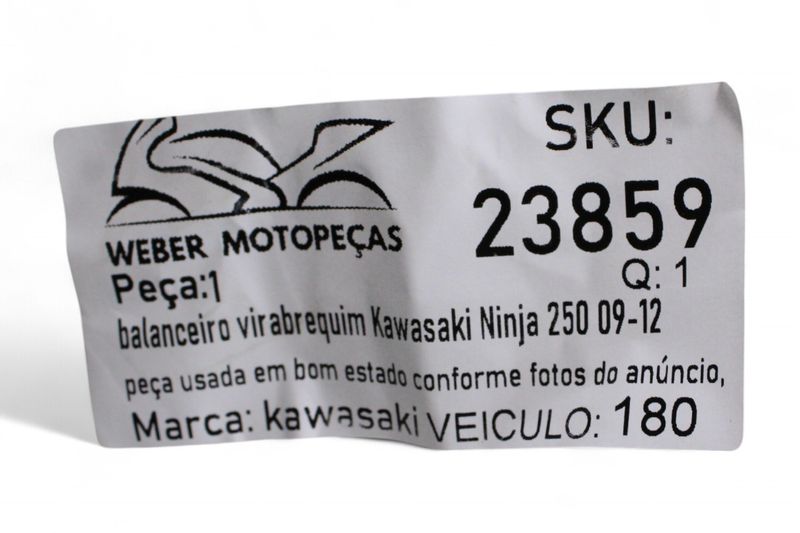 SKU:
23859
WEBER MOTOPEÇAS
Q: 1
Peça:1
balanceiro virabrequim Kawasaki Ninja 250 09-12
peça usada em bom estado conforme fotos do anúncio,
Marca: kawasaki VEICULO: 180